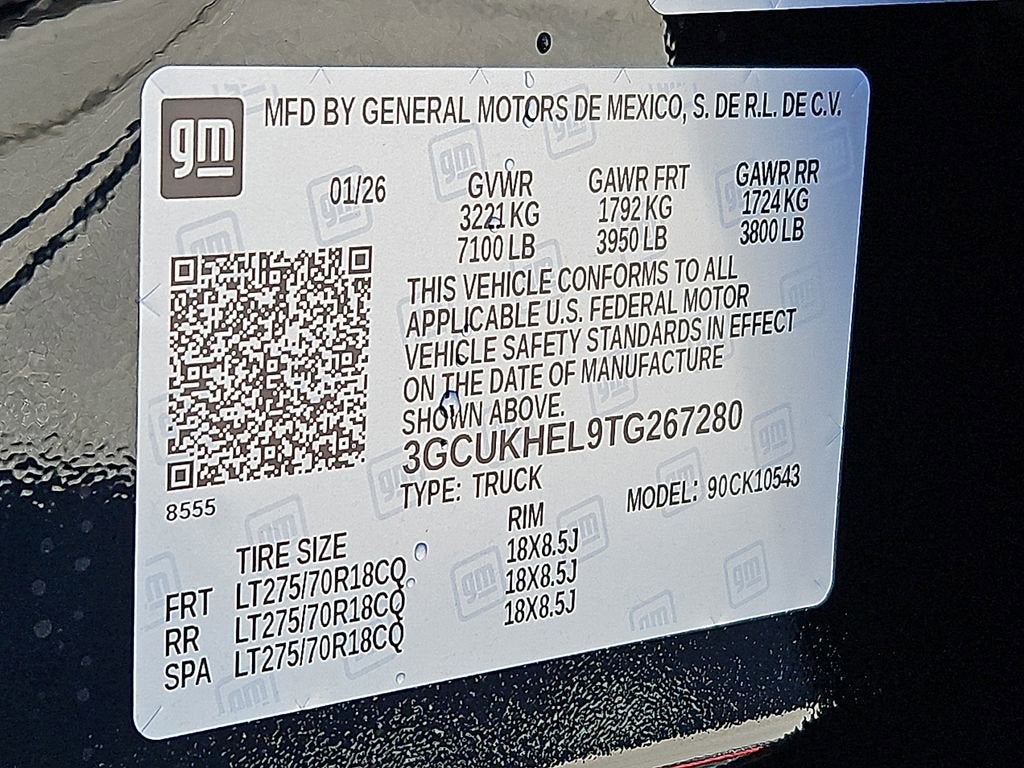 gm
MFD BY GENERAL MOTORS DE MEXICO, S. DE R.L. DE C.V.
01/26 GVWR GAWR FRT GAWR RR
3221 KG 1792 KG 1724 KG
7100 LB 3950 LB 3800 LB
THIS VEHICLE CONFORMS TO ALL
APPLICABLE U.S. FEDERAL MOTOR
VEHICLE SAFETY STANDARDS IN EFFECT
ON THE DATE OF MANUFACTURE
SHOWN ABOVE.
3GCUKHEL9TG267280
TYPE: TRUCK MODEL: 90CK10543
8555
TIRE SIZE RIM
FRT LT275/70R18CQ 18X8.5J
RR LT275/70R18CQ 18X8.5J
SPA LT275/70R18CQ 18X8.5J